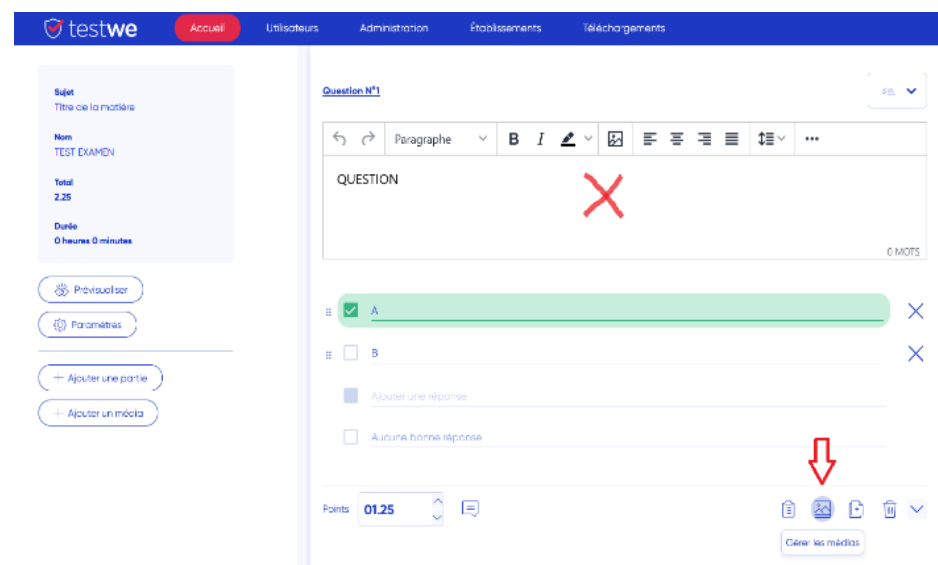 testwe
Accueil
Utilisateurs
Administration
Établissements
Téléchargements
Sujet
Titre de la matière
Nom
TEST EXAMEN
Total
2.25
Durée
0 heures 0 minutes
Prévisualiser
Paramètres
Ajouter une partie
Ajouter un média
Question N°1
Paragraphe
B
I
QUESTION
0 MOTS
A
B
Ajouter une réponse
Aucune bonne réponse
Points 01.25
Gérer les médias